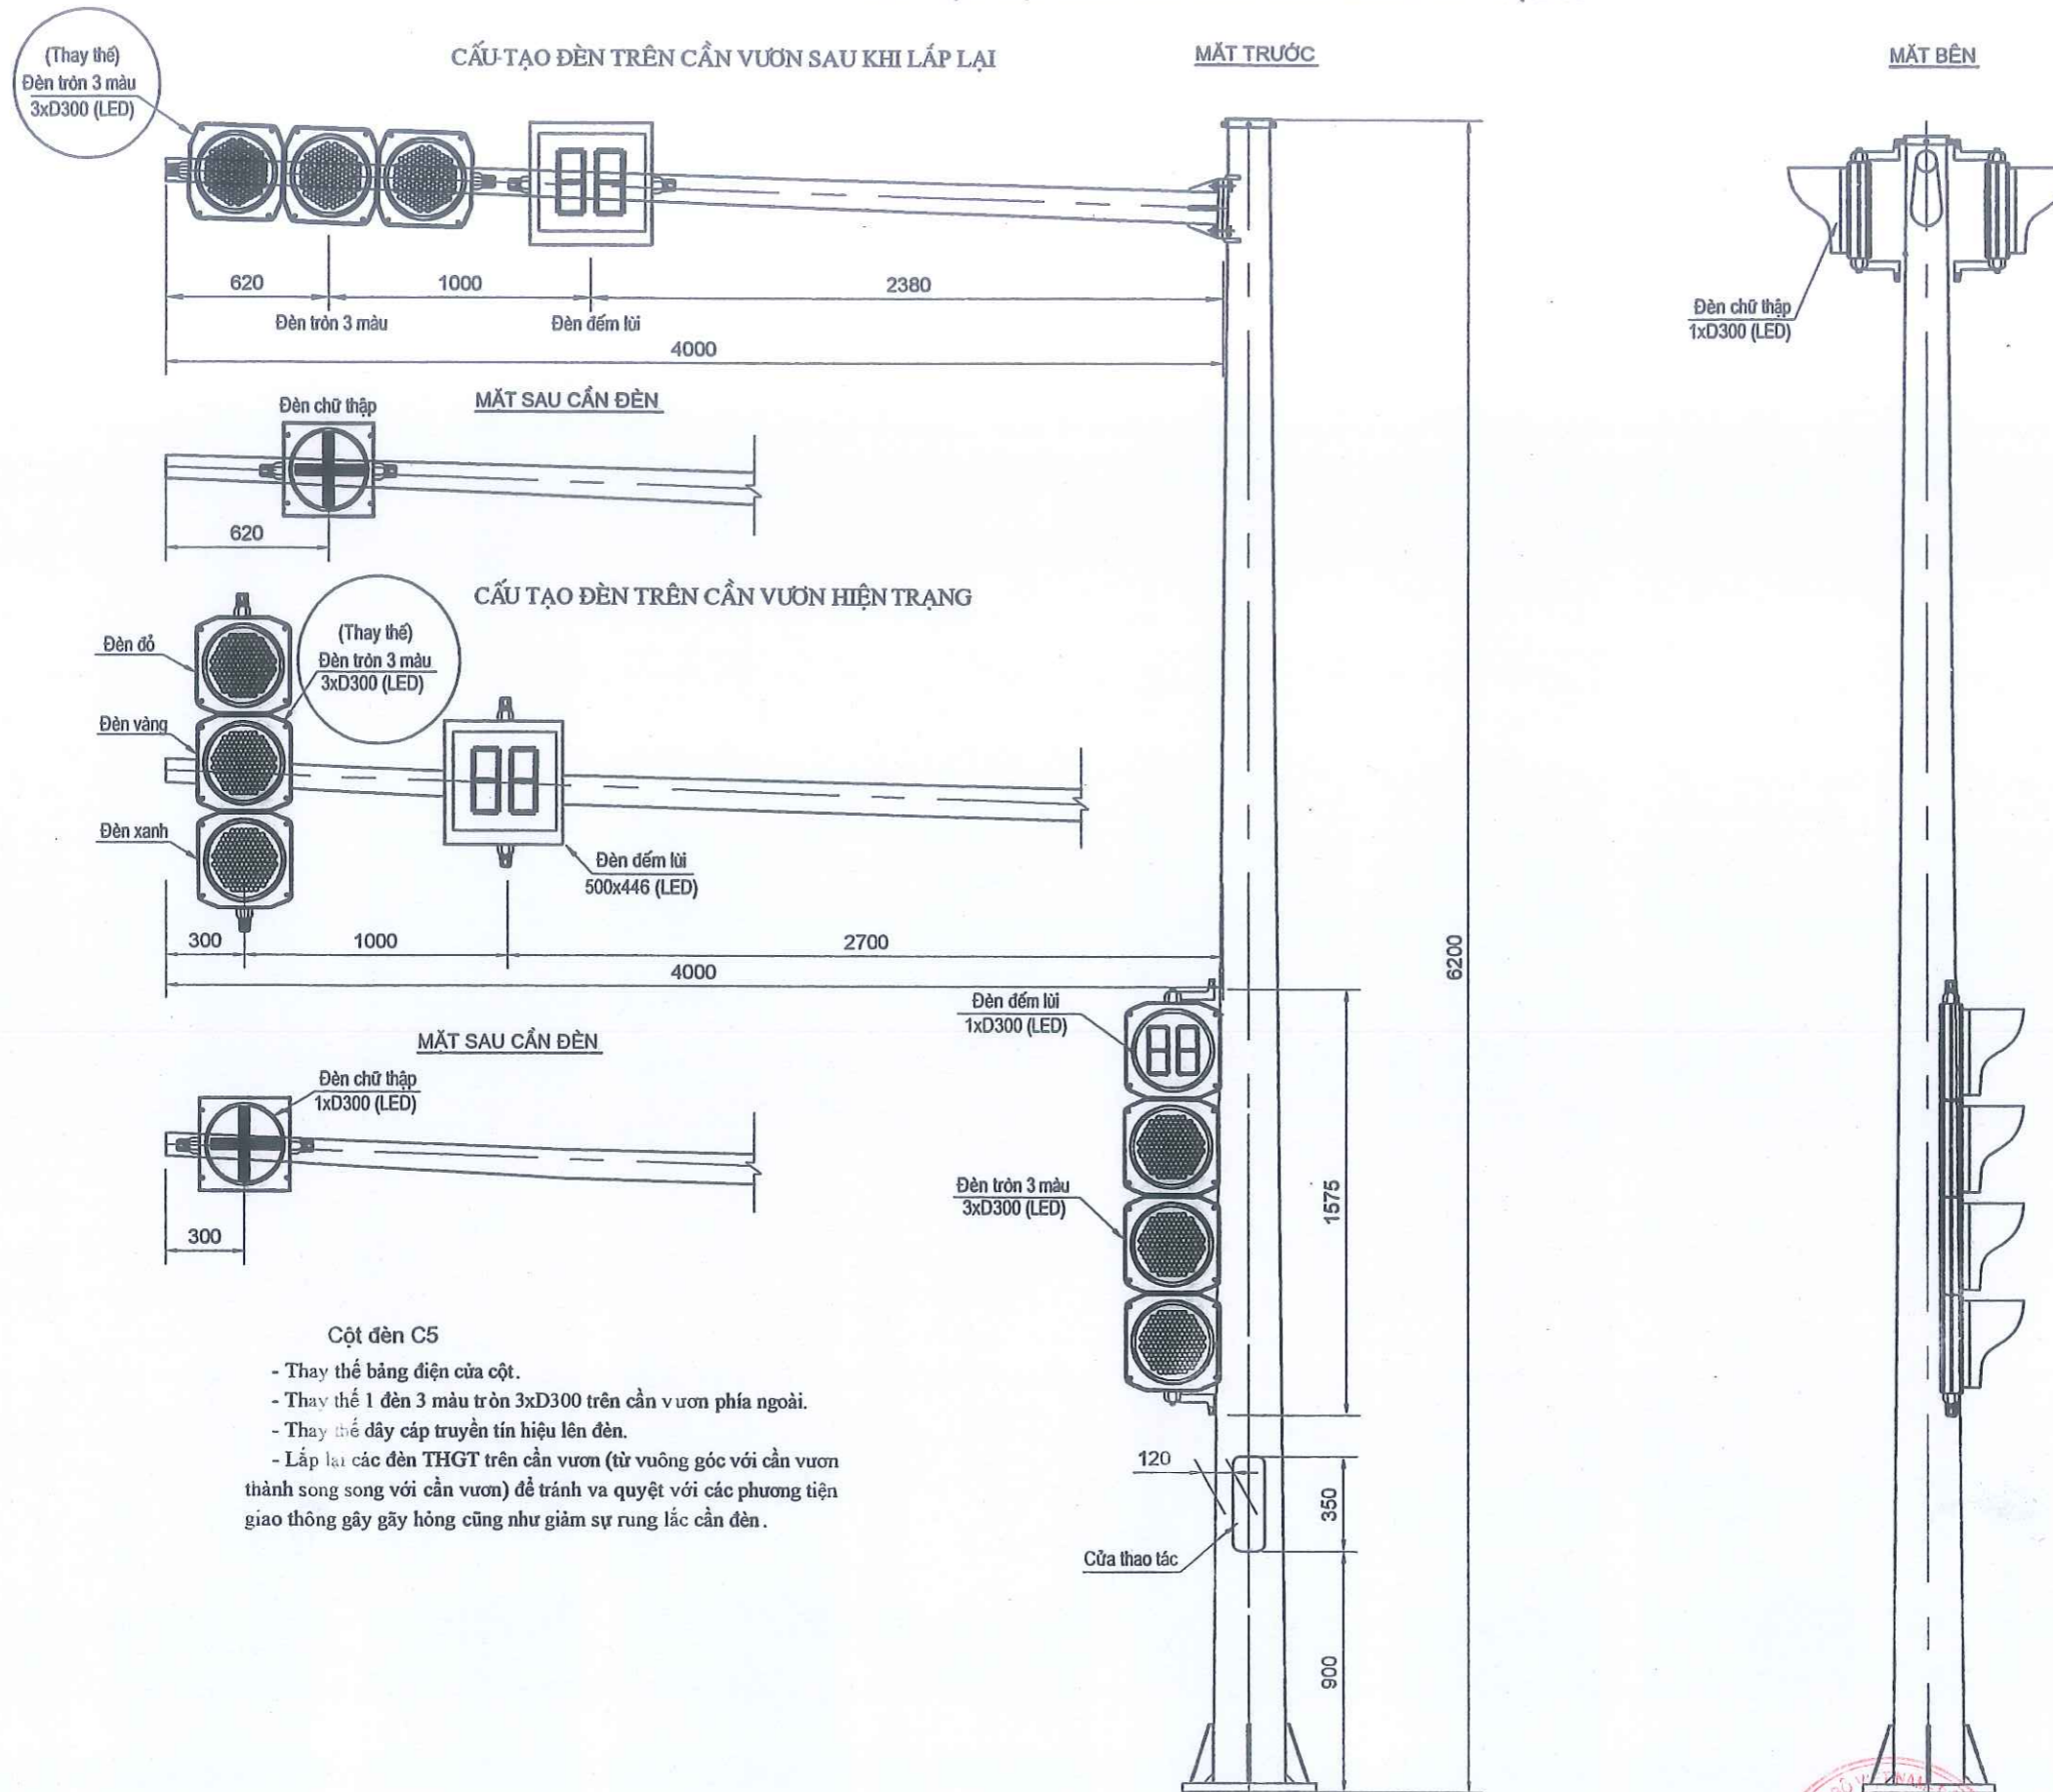 CẤU TẠO ĐÈN TRÊN CẦN VƯƠN SAU KHI LẮP LẠI
MẶT TRƯỚC
MẶT BÊN
(Thay thế)
Đèn tròn 3 màu
3xD300 (LED)
620
1000
2380
Đèn tròn 3 màu
Đèn đếm lùi
4000
Đèn chữ thập
1xD300 (LED)
MẶT SAU CẦN ĐÈN
Đèn chữ thập
620
CẤU TẠO ĐÈN TRÊN CẦN VƯƠN HIỆN TRẠNG
(Thay thế)
Đèn tròn 3 màu
3xD300 (LED)
Đèn đỏ
Đèn vàng
Đèn xanh
Đèn đếm lùi
500x446 (LED)
300
1000
2700
4000
6200
MẶT SAU CẦN ĐÈN
Đèn chữ thập
1xD300 (LED)
300
Đèn đếm lùi
1xD300 (LED)
Đèn tròn 3 màu
3xD300 (LED)
1575
120
350
Cửa thao tác
900
Cột đèn C5
- Thay thế bảng điện cửa cột.
- Thay thế 1 đèn 3 màu tròn 3xD300 trên cần vươn phía ngoài.
- Thay thế dây cáp truyền tín hiệu lên đèn.
- Lắp lại các đèn THGT trên cần vươn (từ vuông góc với cần vươn
thành song song với cần vươn) để tránh va quyệt với các phương tiện
giao thông gây gãy hỏng cũng như giảm sự rung lắc cần đèn.